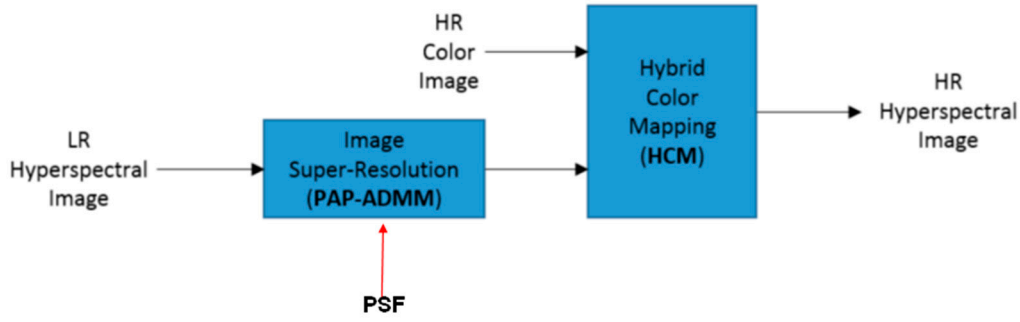 HR
Color
Image
Hybrid
Color
Mapping
(HCM)
HR
Hyperspectral
Image
LR
Hyperspectral
Image
Image
Super-Resolution
(PAP-ADMM)
PSF